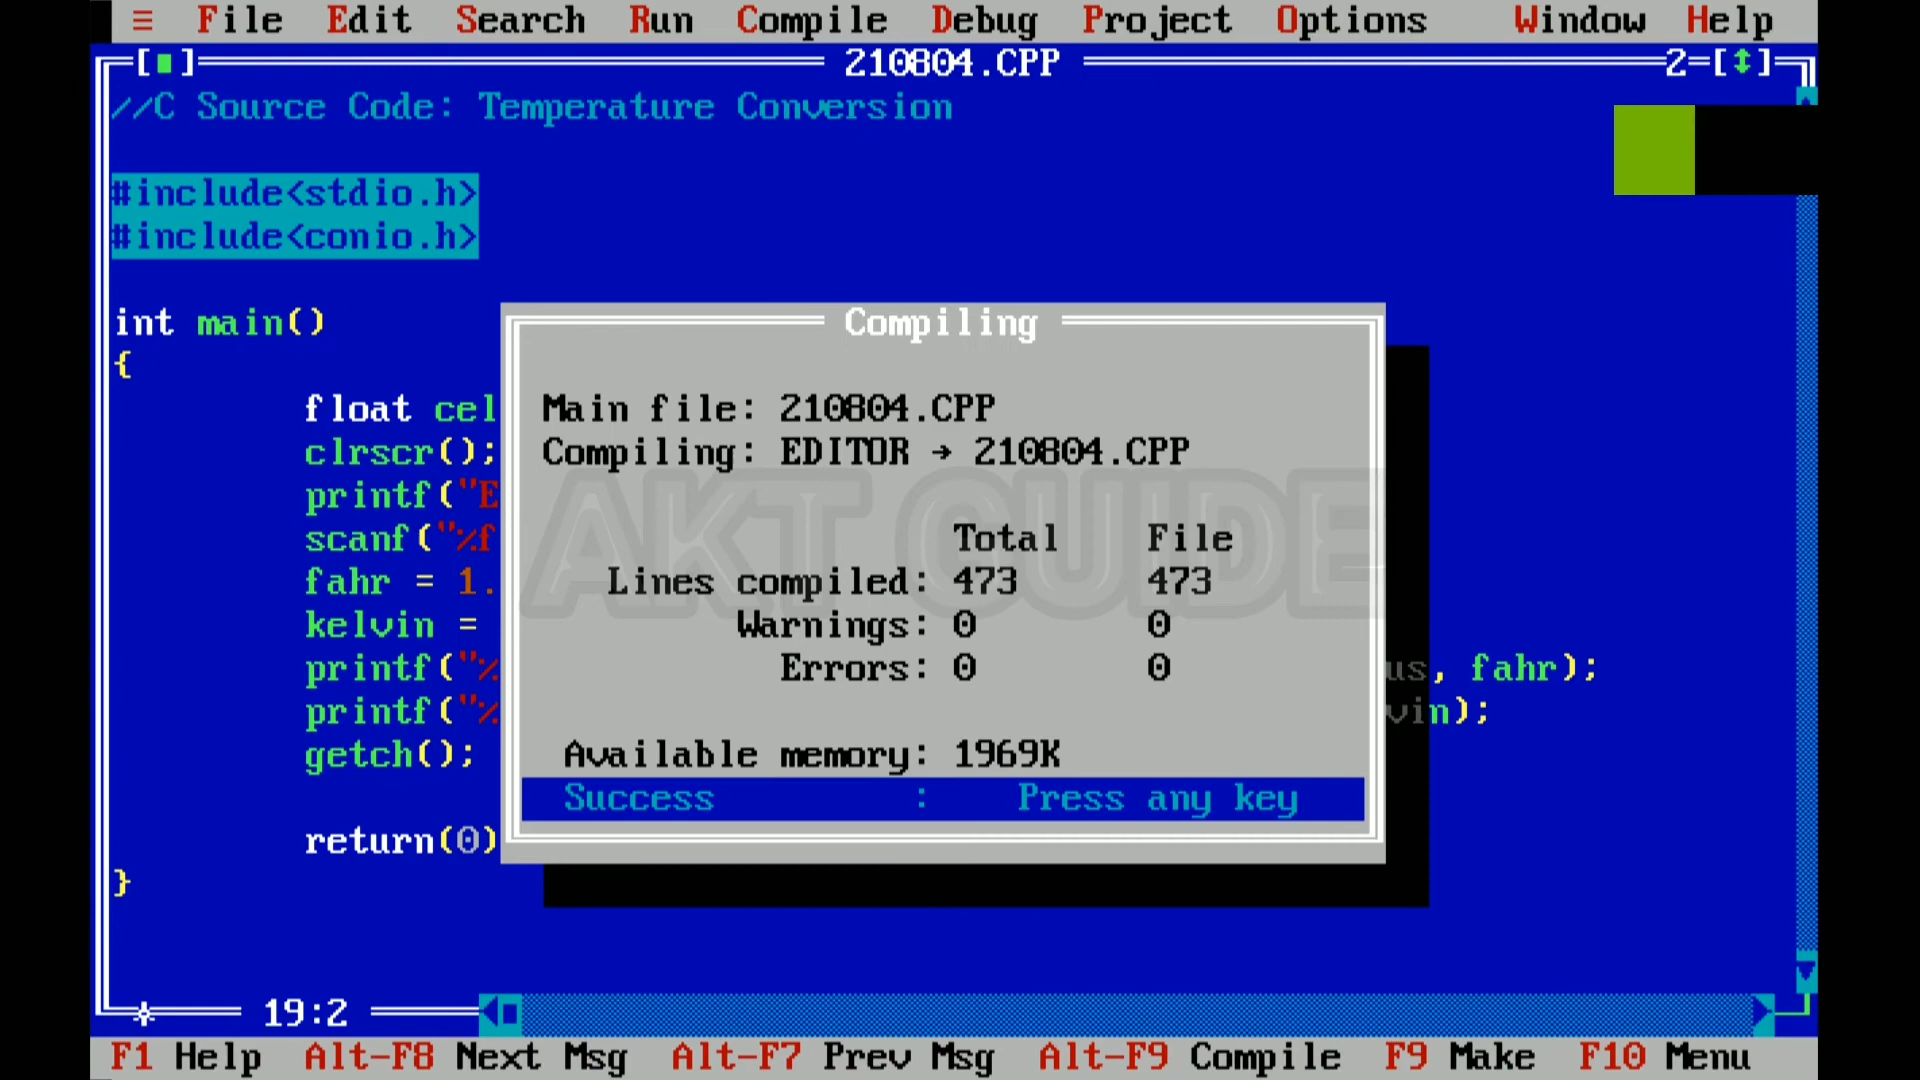 ≡ File Edit Search Run Compile Debug Project Options Window Help
[■] 210804.CPP 2=[↕]
//C Source Code: Temperature Conversion
#include<stdio.h>
#include<conio.h>
int main()
{
float cel
clrscr();
printf("E
scanf("%f
fahr = 1.
kelvin =
printf("% us, fahr);
printf("% vin);
getch();
return(0)
}
Compiling
Main file: 210804.CPP
Compiling: EDITOR → 210804.CPP
AKT GUIDE
Total File
Lines compiled: 473 473
Warnings: 0 0
Errors: 0 0
Available memory: 1969K
Success : Press any key
19:2
F1 Help Alt-F8 Next Msg Alt-F7 Prev Msg Alt-F9 Compile F9 Make F10 Menu